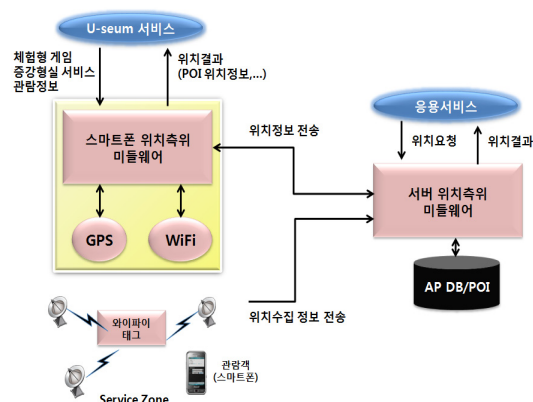 U-seum 서비스
체험형 게임
증강형실 서비스
관람정보
위치결과
(POI 위치정보,...)
응용서비스
스마트폰 위치측위
미들웨어
위치정보 전송
위치요청
위치결과
서버 위치측위
미들웨어
GPS
WiFi
AP DB/POI
와이파이
태그
위치수집 정보 전송
관람객
(스마트폰)
Service Zone